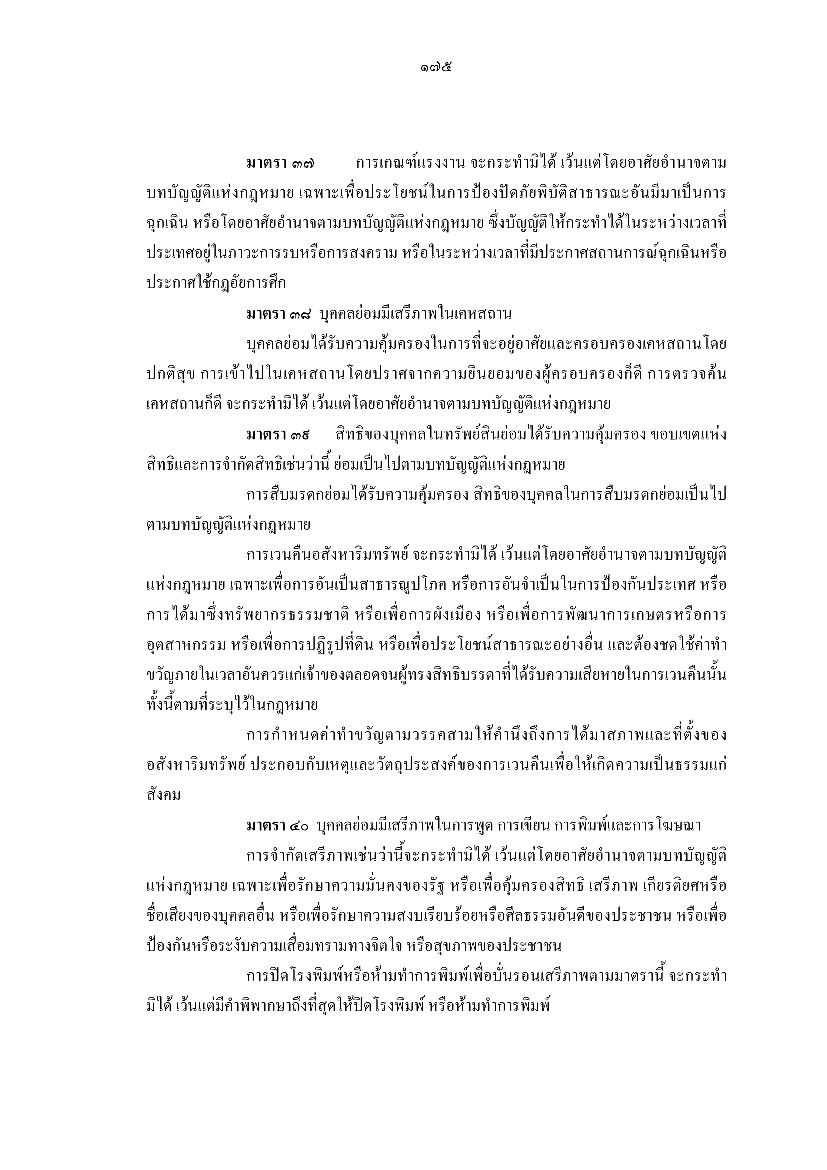 ๑๗๕
มาตรา ๓๗ การเกณฑ์แรงงาน จะกระทำมิได้ เว้นแต่โดยอาศัยอำนาจตาม
บทบัญญัติแห่งกฎหมาย เฉพาะเพื่อประโยชน์ในการป้องปัดภัยพิบัติสาธารณะอันมีมาเป็นการ
ฉุกเฉิน หรือโดยอาศัยอำนาจตามบทบัญญัติแห่งกฎหมาย ซึ่งบัญญัติให้กระทำได้ในระหว่างเวลาที่
ประเทศอยู่ในภาวะการรบหรือการสงคราม หรือในระหว่างเวลาที่มีประกาศสถานการณ์ฉุกเฉินหรือ
ประกาศใช้กฎอัยการศึก
มาตรา ๓๘ บุคคลย่อมมีเสรีภาพในเคหสถาน
บุคคลย่อมได้รับความคุ้มครองในการที่จะอยู่อาศัยและครอบครองเคหสถานโดย
ปกติสุข การเข้าไปในเคหสถานโดยปราศจากความยินยอมของผู้ครอบครองก็ดี การตรวจค้น
เคหสถานก็ดี จะกระทำมิได้ เว้นแต่โดยอาศัยอำนาจตามบทบัญญัติแห่งกฎหมาย
มาตรา ๓๙ สิทธิของบุคคลในทรัพย์สินย่อมได้รับความคุ้มครอง ขอบเขตแห่ง
สิทธิและการจำกัดสิทธิเช่นว่านี้ ย่อมเป็นไปตามบทบัญญัติแห่งกฎหมาย
การสืบมรดกย่อมได้รับความคุ้มครอง สิทธิของบุคคลในการสืบมรดกย่อมเป็นไป
ตามบทบัญญัติแห่งกฎหมาย
การเวนคืนอสังหาริมทรัพย์ จะกระทำมิได้ เว้นแต่โดยอาศัยอำนาจตามบทบัญญัติ
แห่งกฎหมาย เฉพาะเพื่อการอันเป็นสาธารณูปโภค หรือการอันจำเป็นในการป้องกันประเทศ หรือ
การได้มาซึ่งทรัพยากรธรรมชาติ หรือเพื่อการผังเมือง หรือเพื่อการพัฒนาการเกษตรหรือการ
อุตสาหกรรม หรือเพื่อการปฏิรูปที่ดิน หรือเพื่อประโยชน์สาธารณะอย่างอื่น และต้องชดใช้ค่าทำ
ขวัญภายในเวลาอันควรแก่เจ้าของตลอดจนผู้ทรงสิทธิบรรดาที่ได้รับความเสียหายในการเวนคืนนั้น
ทั้งนี้ตามที่ระบุไว้ในกฎหมาย
การกำหนดค่าทำขวัญตามวรรคสามให้คำนึงถึงการได้มาสภาพและที่ตั้งของ
อสังหาริมทรัพย์ ประกอบกับเหตุและวัตถุประสงค์ของการเวนคืนเพื่อให้เกิดความเป็นธรรมแก่
สังคม
มาตรา ๔๐ บุคคลย่อมมีเสรีภาพในการพูด การเขียน การพิมพ์และการโฆษณา
การจำกัดเสรีภาพเช่นว่านี้จะกระทำมิได้ เว้นแต่โดยอาศัยอำนาจตามบทบัญญัติ
แห่งกฎหมาย เฉพาะเพื่อรักษาความมั่นคงของรัฐ หรือเพื่อคุ้มครองสิทธิ เสรีภาพ เกียรติยศหรือ
ชื่อเสียงของบุคคลอื่น หรือเพื่อรักษาความสงบเรียบร้อยหรือศีลธรรมอันดีของประชาชน หรือเพื่อ
ป้องกันหรือระงับความเสื่อมทรามทางจิตใจ หรือสุขภาพของประชาชน
การปิดโรงพิมพ์หรือห้ามทำการพิมพ์เพื่อบั่นรอนเสรีภาพตามมาตรานี้ จะกระทำ
มิได้ เว้นแต่มีคำพิพากษาถึงที่สุดให้ปิดโรงพิมพ์ หรือห้ามทำการพิมพ์